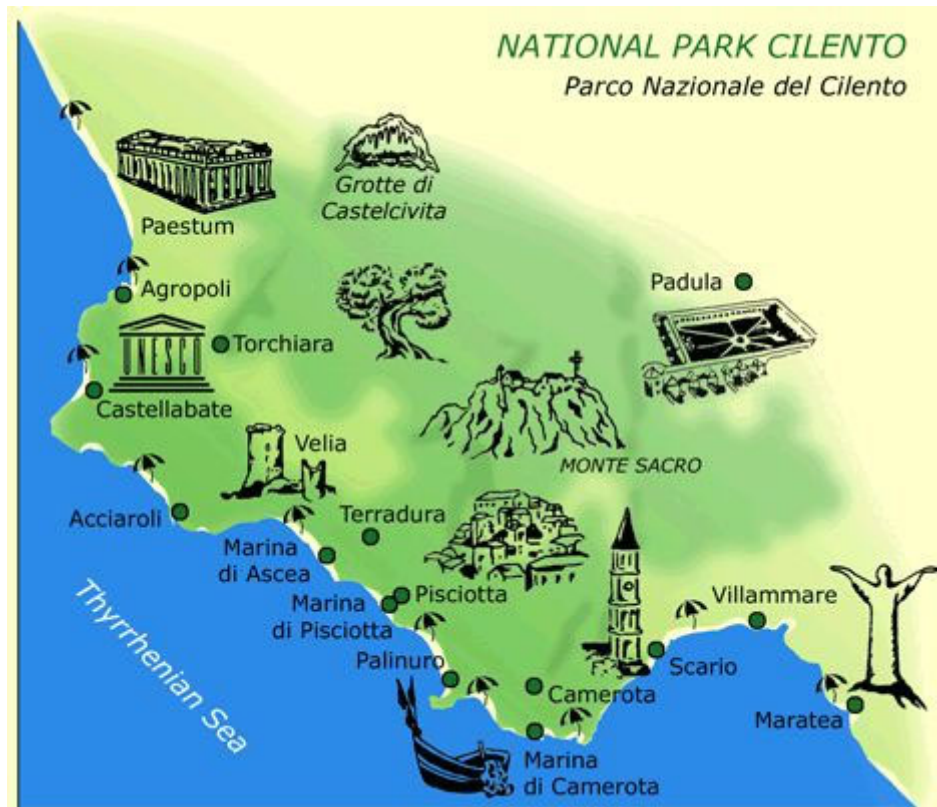 NATIONAL PARK CILENTO
Parco Nazionale del Cilento
Grotte di
Castelcivita
Paestum
Agropoli
Padula
UNESCO
Torchiara
Castellabate
Velia
MONTE SACRO
Acciaroli
Terradura
Marina
di Ascea
Pisciotta
Marina
di Pisciotta
Villammare
Palinuro
Scario
Camerota
Maratea
Thyrrhenian Sea
Marina
di Camerota